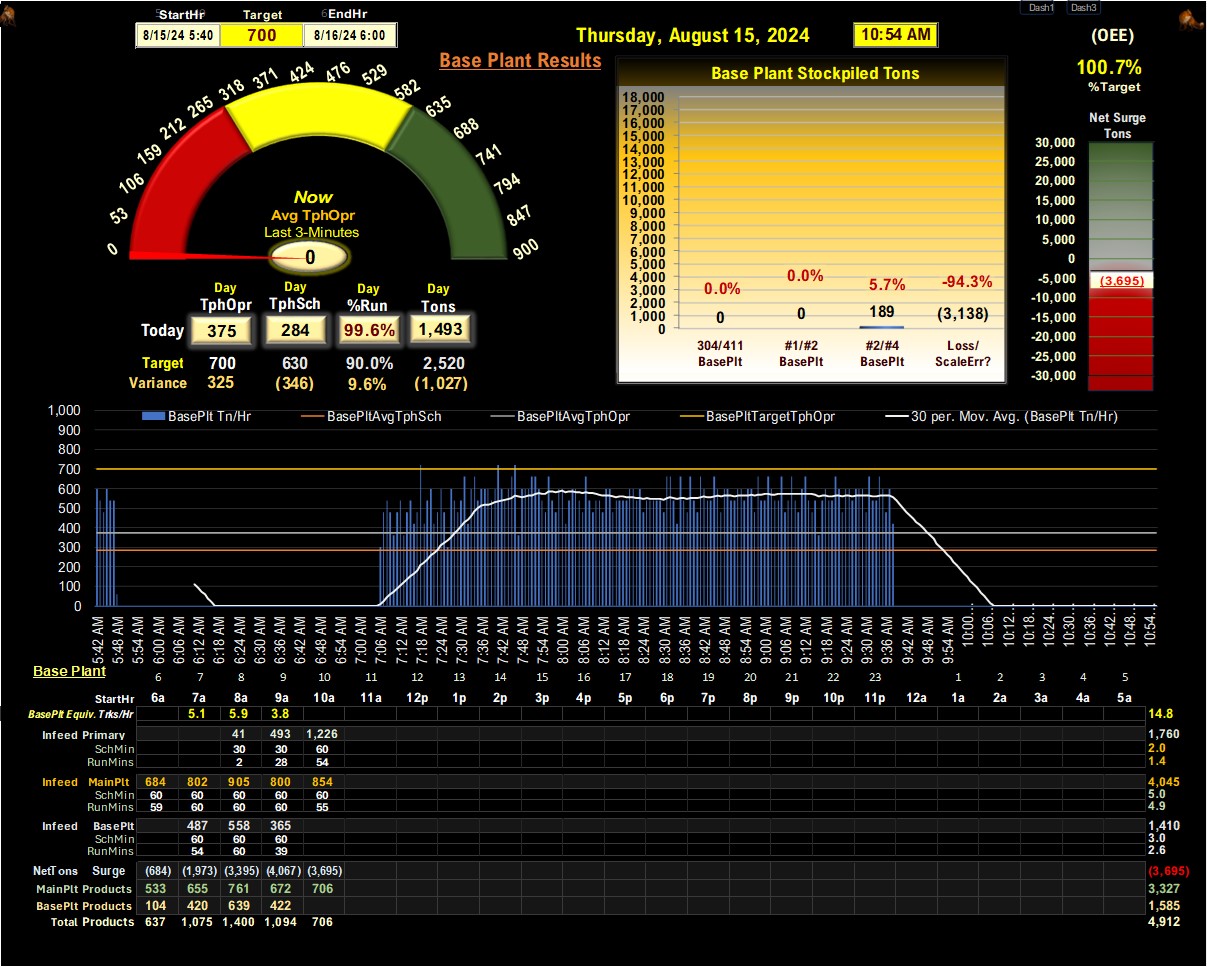 Dash1 Dash3
StartHr Target EndHr
8/15/24 5:40 700 8/16/24 6:00
Thursday, August 15, 2024 10:54 AM (OEE)
Base Plant Results
100.7%
%Target
Base Plant Stockpiled Tons
Net Surge
Tons
0 53 106 159 212 265 318 371 424 476 529 582 635 688 741 794 847 900
Now
Avg TphOpr
Last 3-Minutes
0
18,000
17,000
16,000
15,000
14,000
13,000
12,000
11,000
10,000
9,000
8,000
7,000
6,000
5,000
4,000
3,000
2,000
1,000
0
0.0% 0.0% 5.7% -94.3%
0 0 189 (3,138)
304/411 #1/#2 #2/#4 Loss/
BasePlt BasePlt BasePlt ScaleErr?
30,000
25,000
20,000
15,000
10,000
5,000
0
-5,000
-10,000
-15,000
-20,000
-25,000
-30,000
(3,695)
Day Day Day Day
TphOpr TphSch %Run Tons
Today 375 284 99.6% 1,493
Target 700 630 90.0% 2,520
Variance 325 (346) 9.6% (1,027)
BasePlt Tn/Hr BasePltAvgTphSch BasePltAvgTphOpr BasePltTargetTphOpr 30 per. Mov. Avg. (BasePlt Tn/Hr)
1,000
900
800
700
600
500
400
300
200
100
0
5:42 AM 5:48 AM 5:54 AM 6:00 AM 6:06 AM 6:12 AM 6:18 AM 6:24 AM 6:30 AM 6:36 AM 6:42 AM 6:48 AM 6:54 AM 7:00 AM 7:06 AM 7:12 AM 7:18 AM 7:24 AM 7:30 AM 7:36 AM 7:42 AM 7:48 AM 7:54 AM 8:00 AM 8:06 AM 8:12 AM 8:18 AM 8:24 AM 8:30 AM 8:36 AM 8:42 AM 8:48 AM 8:54 AM 9:00 AM 9:06 AM 9:12 AM 9:18 AM 9:24 AM 9:30 AM 9:36 AM 9:42 AM 9:48 AM 9:54 AM 10:00… 10:06… 10:12… 10:18… 10:24… 10:30… 10:36… 10:42… 10:48… 10:54…
Base Plant
6 7 8 9 10 11 12 13 14 15 16 17 18 19 20 21 22 23 1 2 3 4 5
StartHr 6a 7a 8a 9a 10a 11a 12p 1p 2p 3p 4p 5p 6p 7p 8p 9p 10p 11p 12a 1a 2a 3a 4a 5a
BasePlt Equiv. Trks/Hr 5.1 5.9 3.8 14.8
Infeed Primary 41 493 1,226 1,760
SchMin 30 30 60 2.0
RunMins 2 28 54 1.4
Infeed MainPlt 684 802 905 800 854 4,045
SchMin 60 60 60 60 60 5.0
RunMins 59 60 60 60 55 4.9
Infeed BasePlt 487 558 365 1,410
SchMin 60 60 60 3.0
RunMins 54 60 39 2.6
NetTons Surge (684) (1,973) (3,395) (4,067) (3,695) (3,695)
MainPlt Products 533 655 761 672 706 3,327
BasePlt Products 104 420 639 422 1,585
Total Products 637 1,075 1,400 1,094 706 4,912